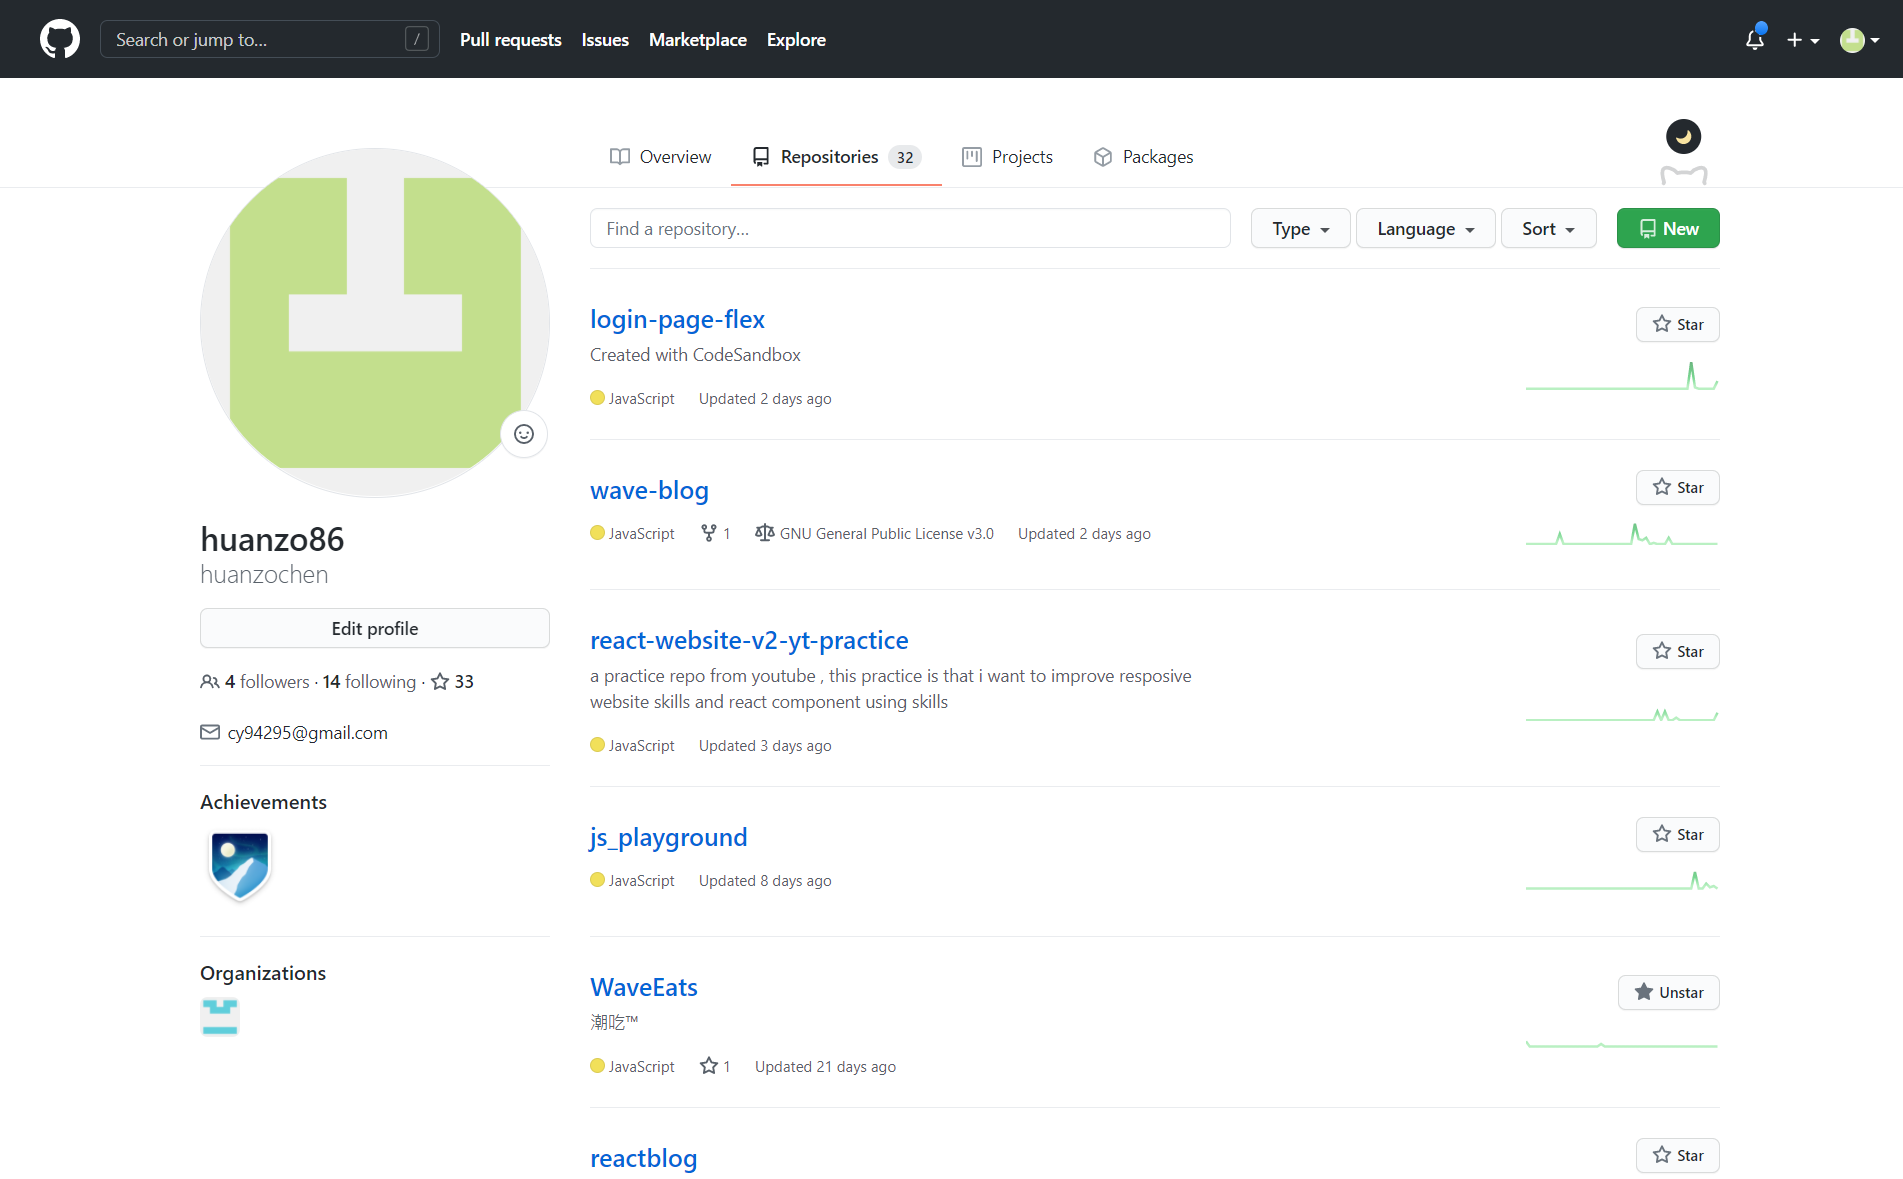 Search or jump to... /
Pull requests Issues Marketplace Explore
Overview Repositories 32 Projects Packages
huanzo86
huanzochen
Edit profile
4 followers · 14 following · 33
cy94295@gmail.com
Achievements
Organizations
Find a repository... Type Language Sort New
login-page-flex Star
Created with CodeSandbox
JavaScript Updated 2 days ago
wave-blog Star
JavaScript 1 GNU General Public License v3.0 Updated 2 days ago
react-website-v2-yt-practice Star
a practice repo from youtube , this practice is that i want to improve resposive
website skills and react component using skills
JavaScript Updated 3 days ago
js_playground Star
JavaScript Updated 8 days ago
WaveEats Unstar
潮吃™
JavaScript 1 Updated 21 days ago
reactblog Star